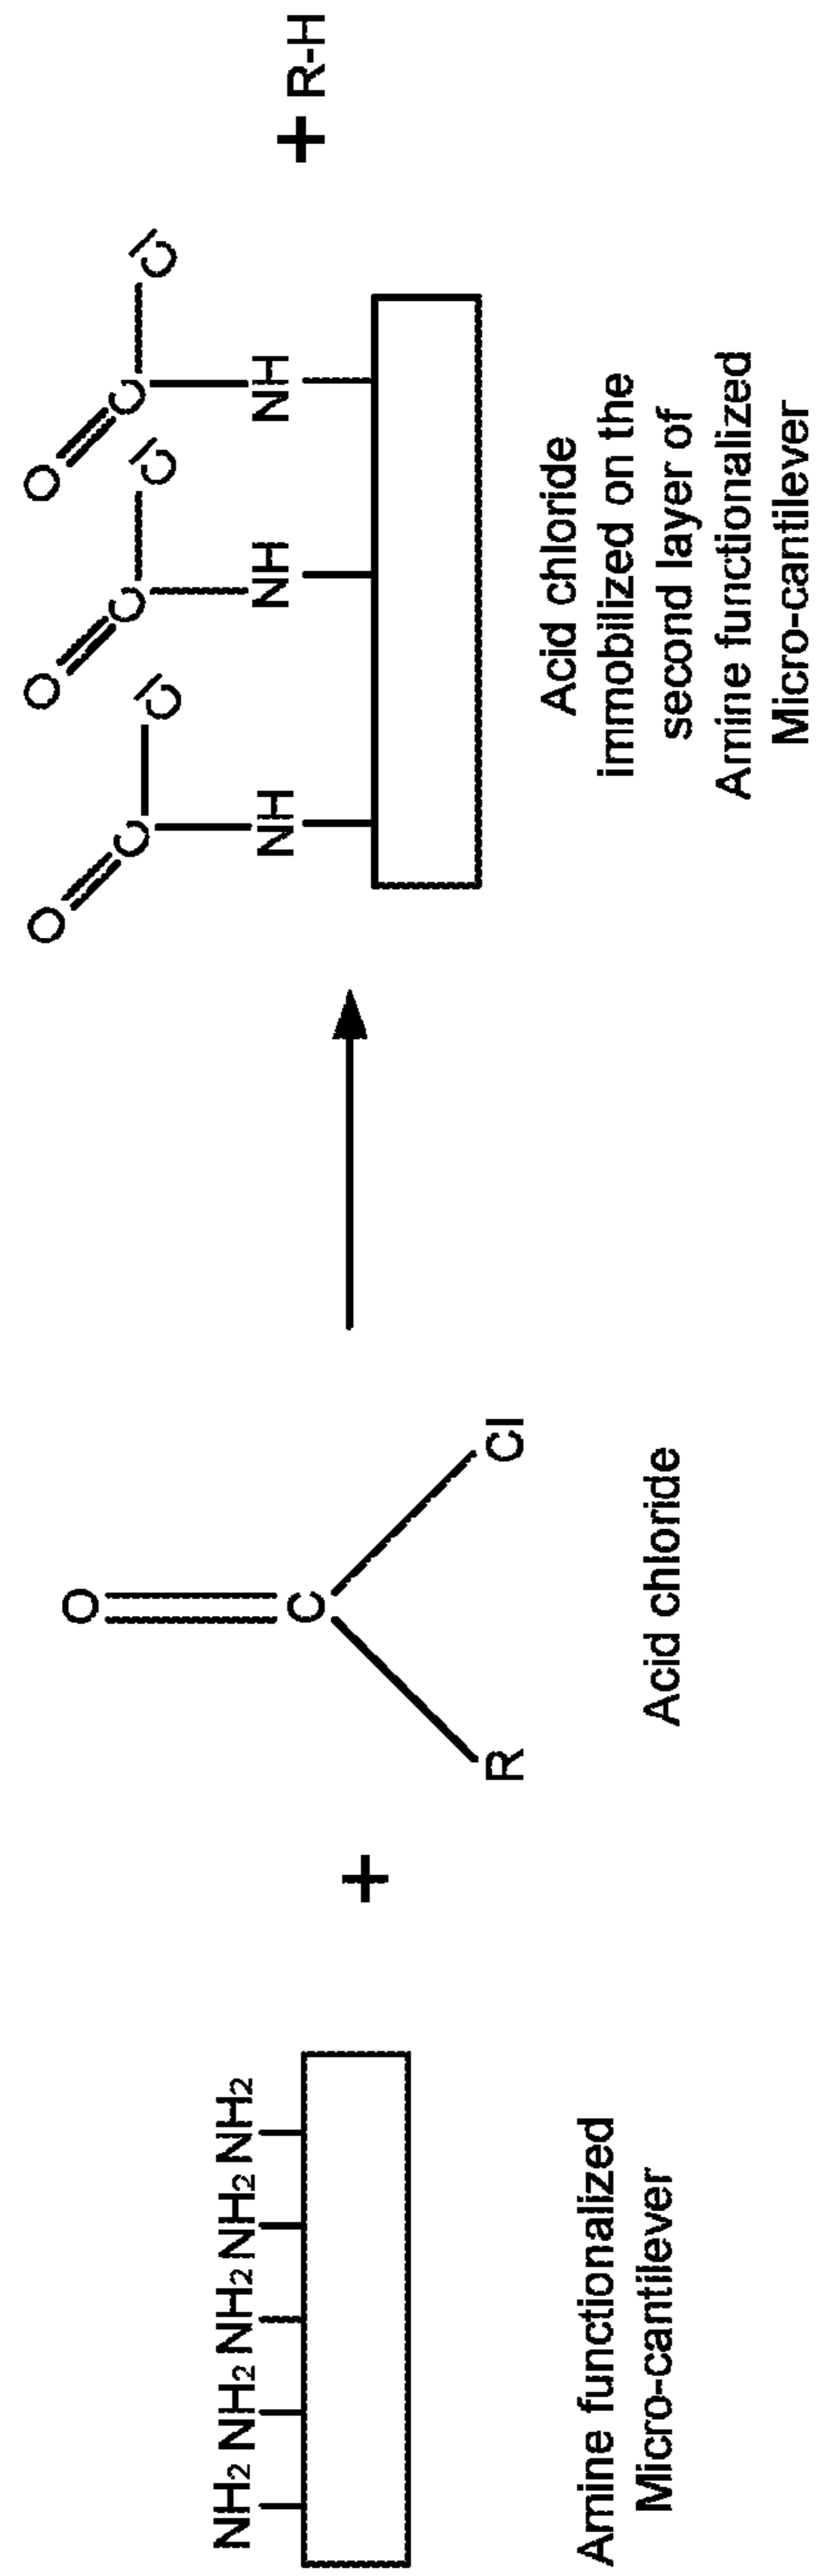 NH2 NH2 NH2 NH2 NH2
Amine functionalized
Micro-cantilever
+
O
C
R
Cl
Acid chloride
O
O
O
C
C
C
Cl
Cl
Cl
NH
NH
NH
Acid chloride
immobilized on the
second layer of
Amine functionalized
Micro-cantilever
+ R-H